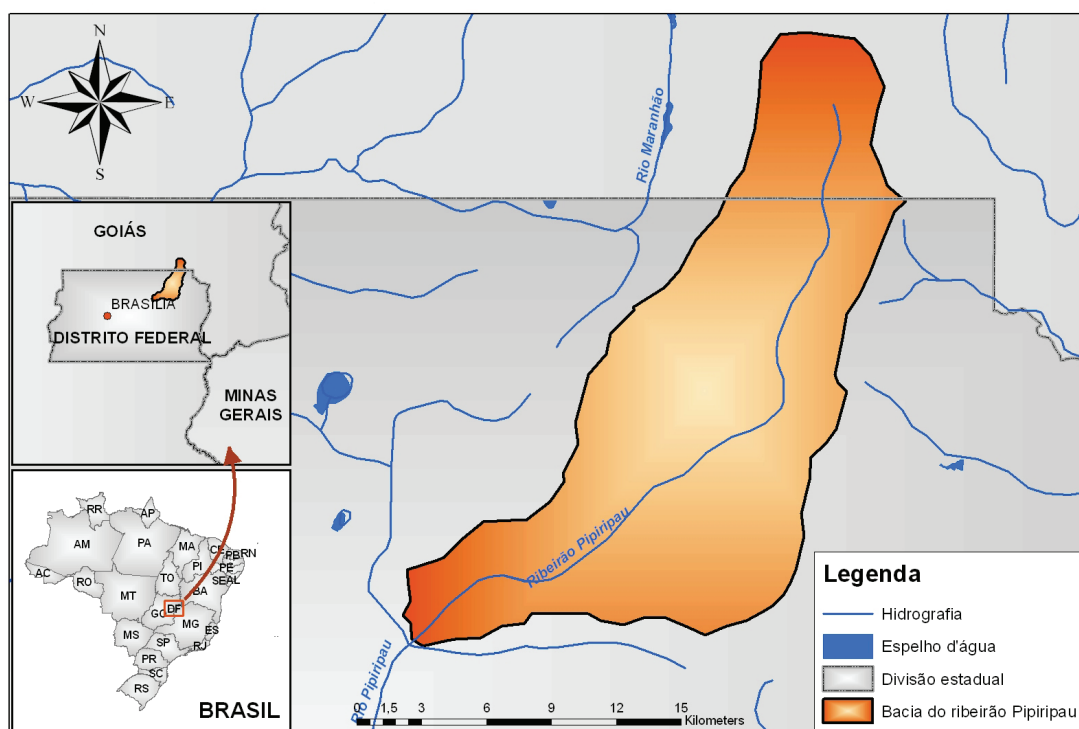 N
W
E
S
Rio Maranhão
GOIÁS
BRASÍLIA
DISTRITO FEDERAL
MINAS
GERAIS
RR
AP
AM
PA
MA
CE
RN
PB
PE
PI
AC
RO
TO
SE
AL
BA
MT
DF
GO
MG
ES
MS
SP
RJ
PR
SC
RS
BRASIL
Ribeirão Pipiripau
Rio Pipiripau
0 1,5 3 6 9 12 15
Kilometers
Legenda
Hidrografia
Espelho d'água
Divisão estadual
Bacia do ribeirão Pipiripau